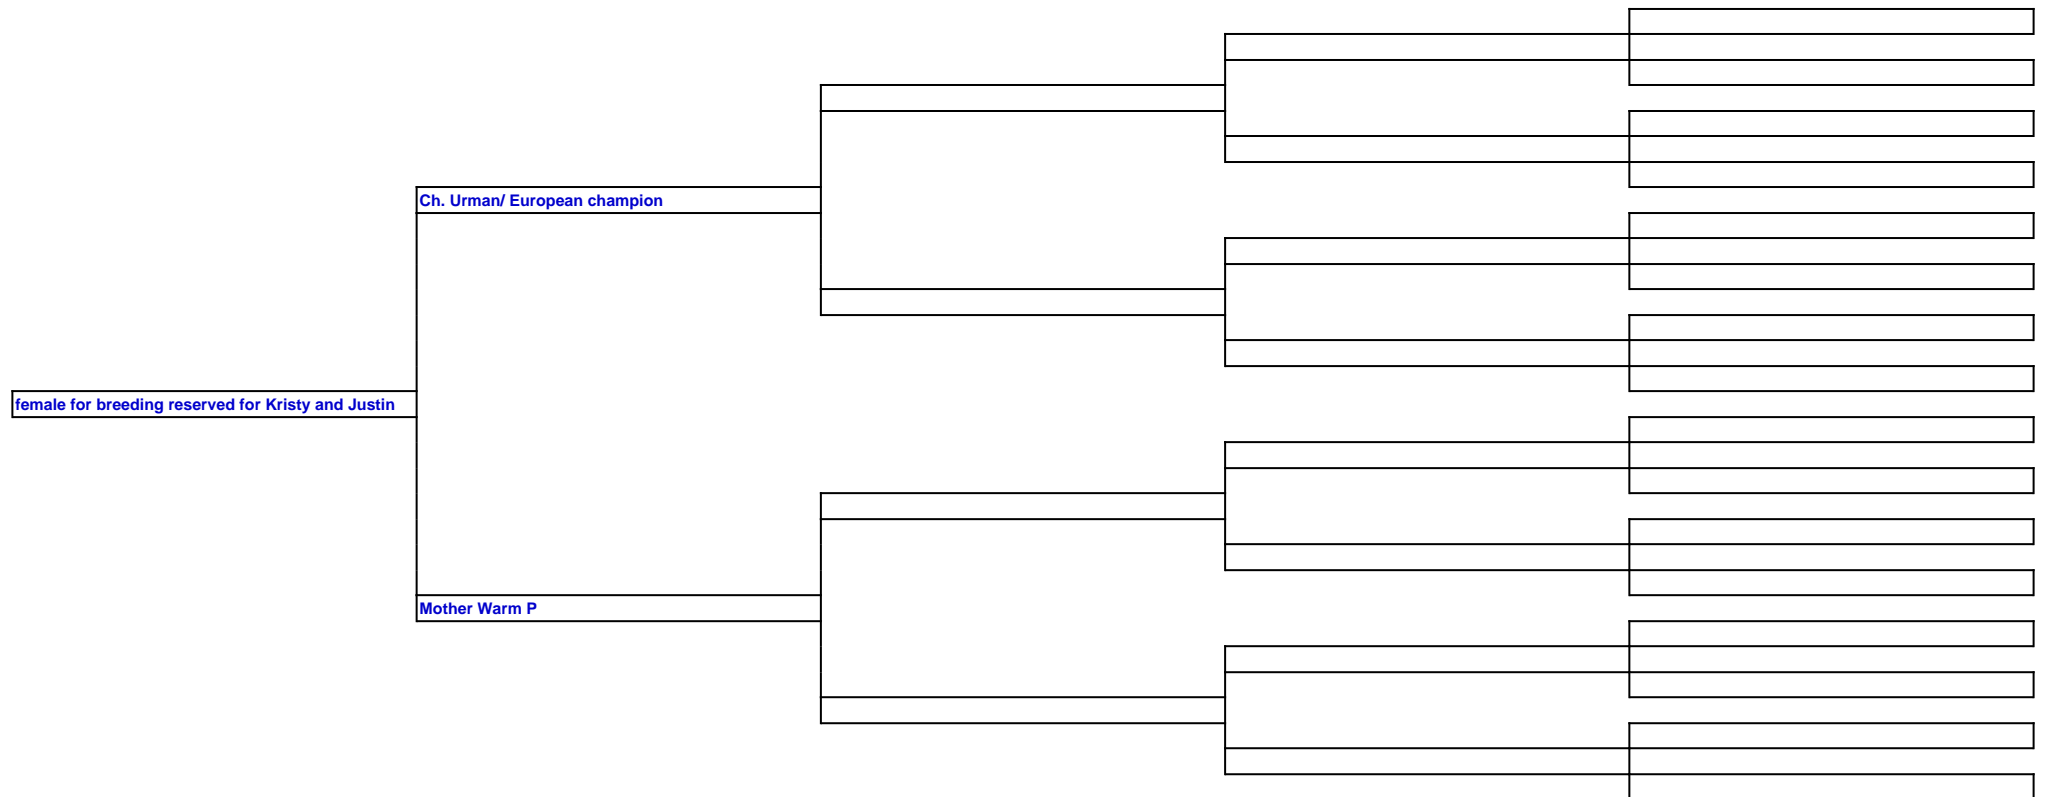 Ch. Urman/ European champion
female for breeding reserved for Kristy and Justin
Mother Warm P